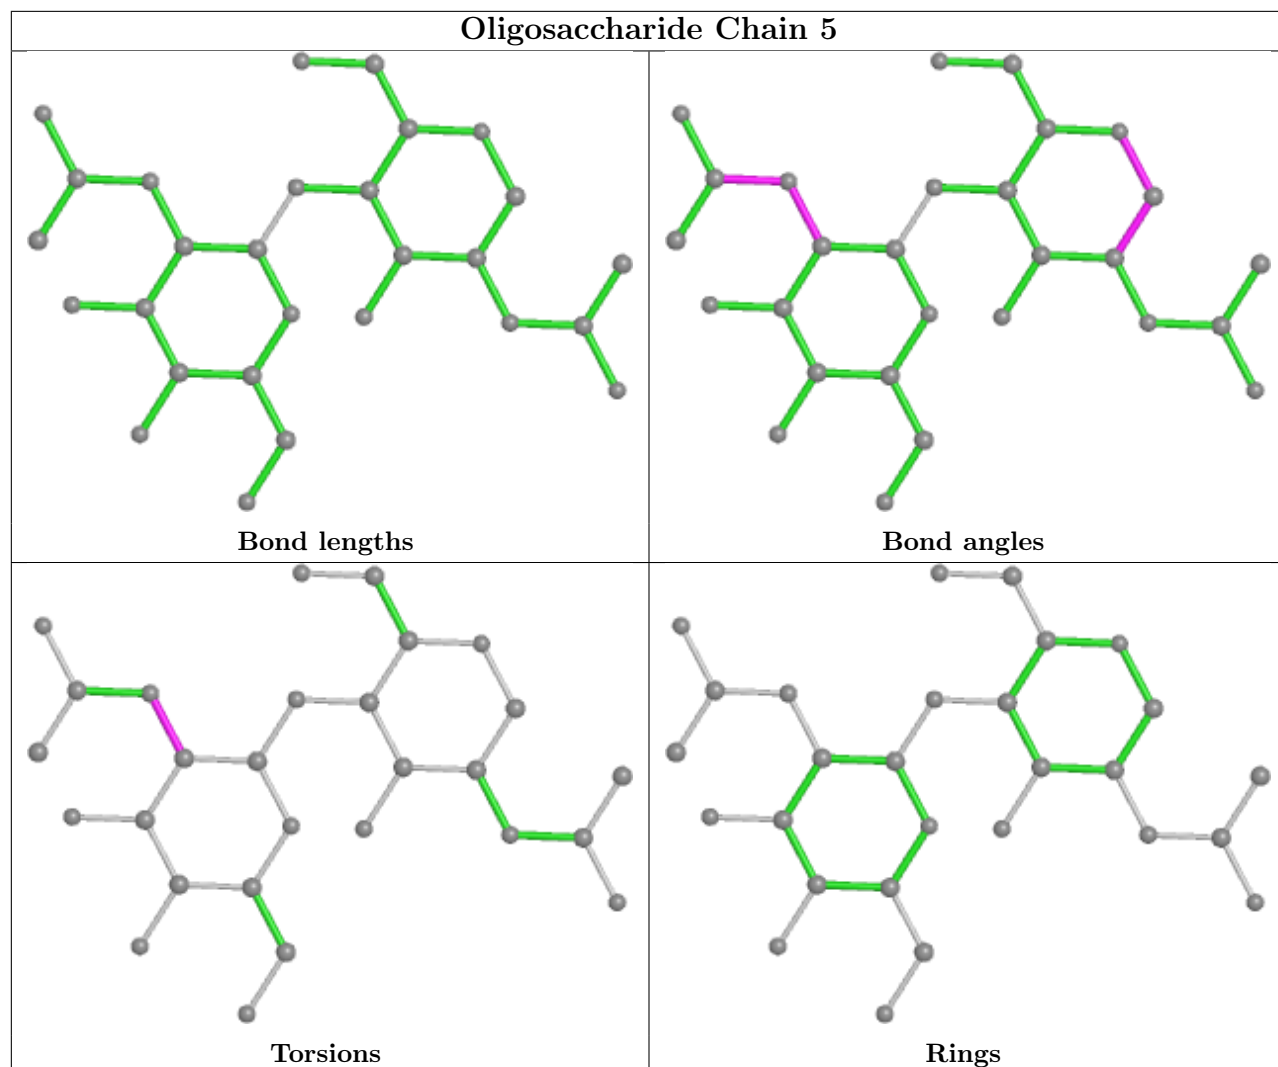 Oligosaccharide Chain 5
Bond lengths
Bond angles
Torsions
Rings